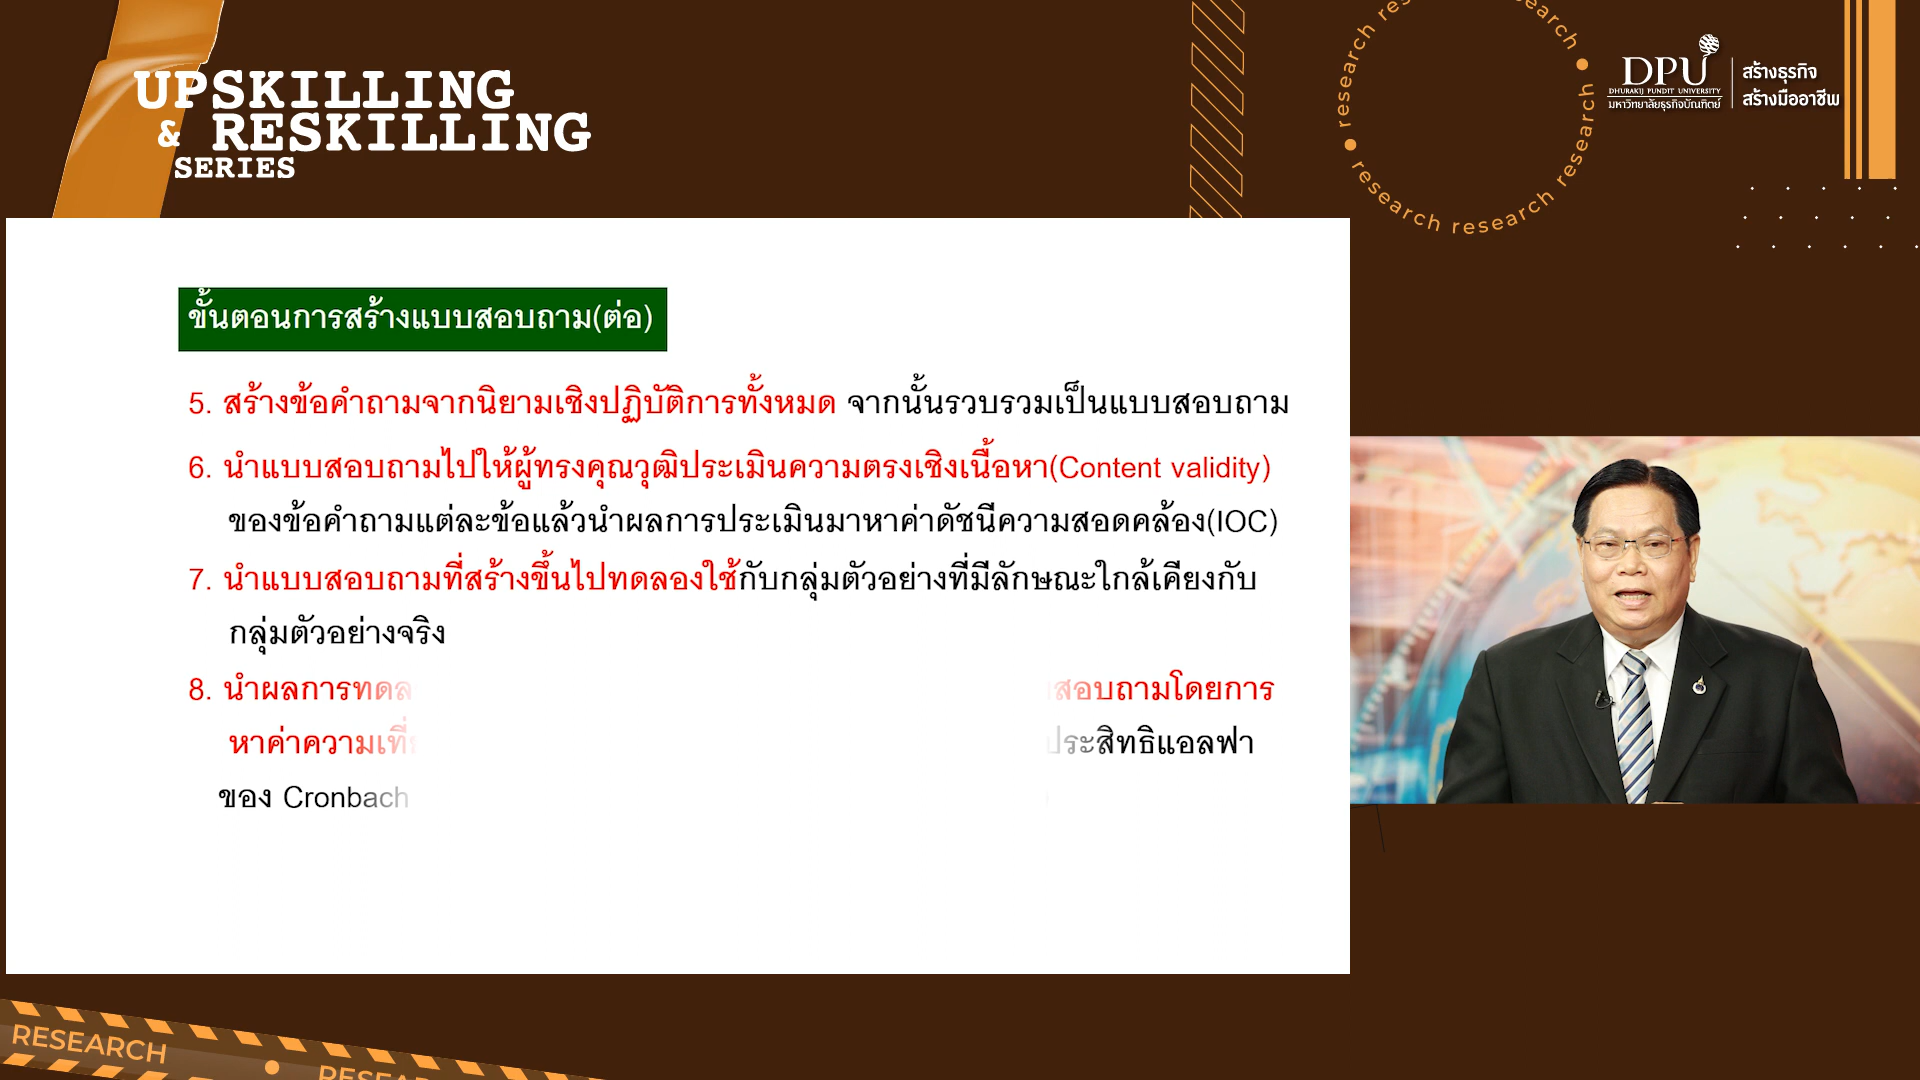 UPSKILLING
& RESKILLING
SERIES
research research research research
DPU
DHURAKIJ PUNDIT UNIVERSITY
มหาวิทยาลัยธุรกิจบัณฑิตย์
สร้างธุรกิจ
สร้างมืออาชีพ
ขั้นตอนการสร้างแบบสอบถาม(ต่อ)
5. สร้างข้อคำถามจากนิยามเชิงปฏิบัติการทั้งหมด จากนั้นรวบรวมเป็นแบบสอบถาม
6. นำแบบสอบถามไปให้ผู้ทรงคุณวุฒิประเมินความตรงเชิงเนื้อหา(Content validity)
ของข้อคำถามแต่ละข้อแล้วนำผลการประเมินมาหาค่าดัชนีความสอดคล้อง(IOC)
7. นำแบบสอบถามที่สร้างขึ้นไปทดลองใช้กับกลุ่มตัวอย่างที่มีลักษณะใกล้เคียงกับ
กลุ่มตัวอย่างจริง
8. นำผลการทดล สอบถามโดยการ
หาค่าความเที่ ประสิทธิแอลฟา
ของ Cronbach
RESEARCH